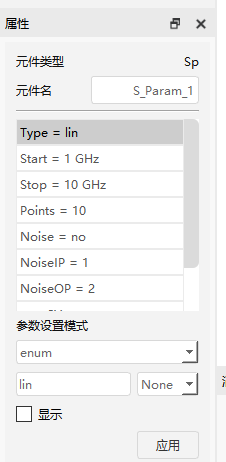 属性
元件类型 Sp
元件名 S_Param_1
Type = lin
Start = 1 GHz
Stop = 10 GHz
Points = 10
Noise = no
NoiseIP = 1
NoiseOP = 2
参数设置模式
enum
lin None
显示
应用